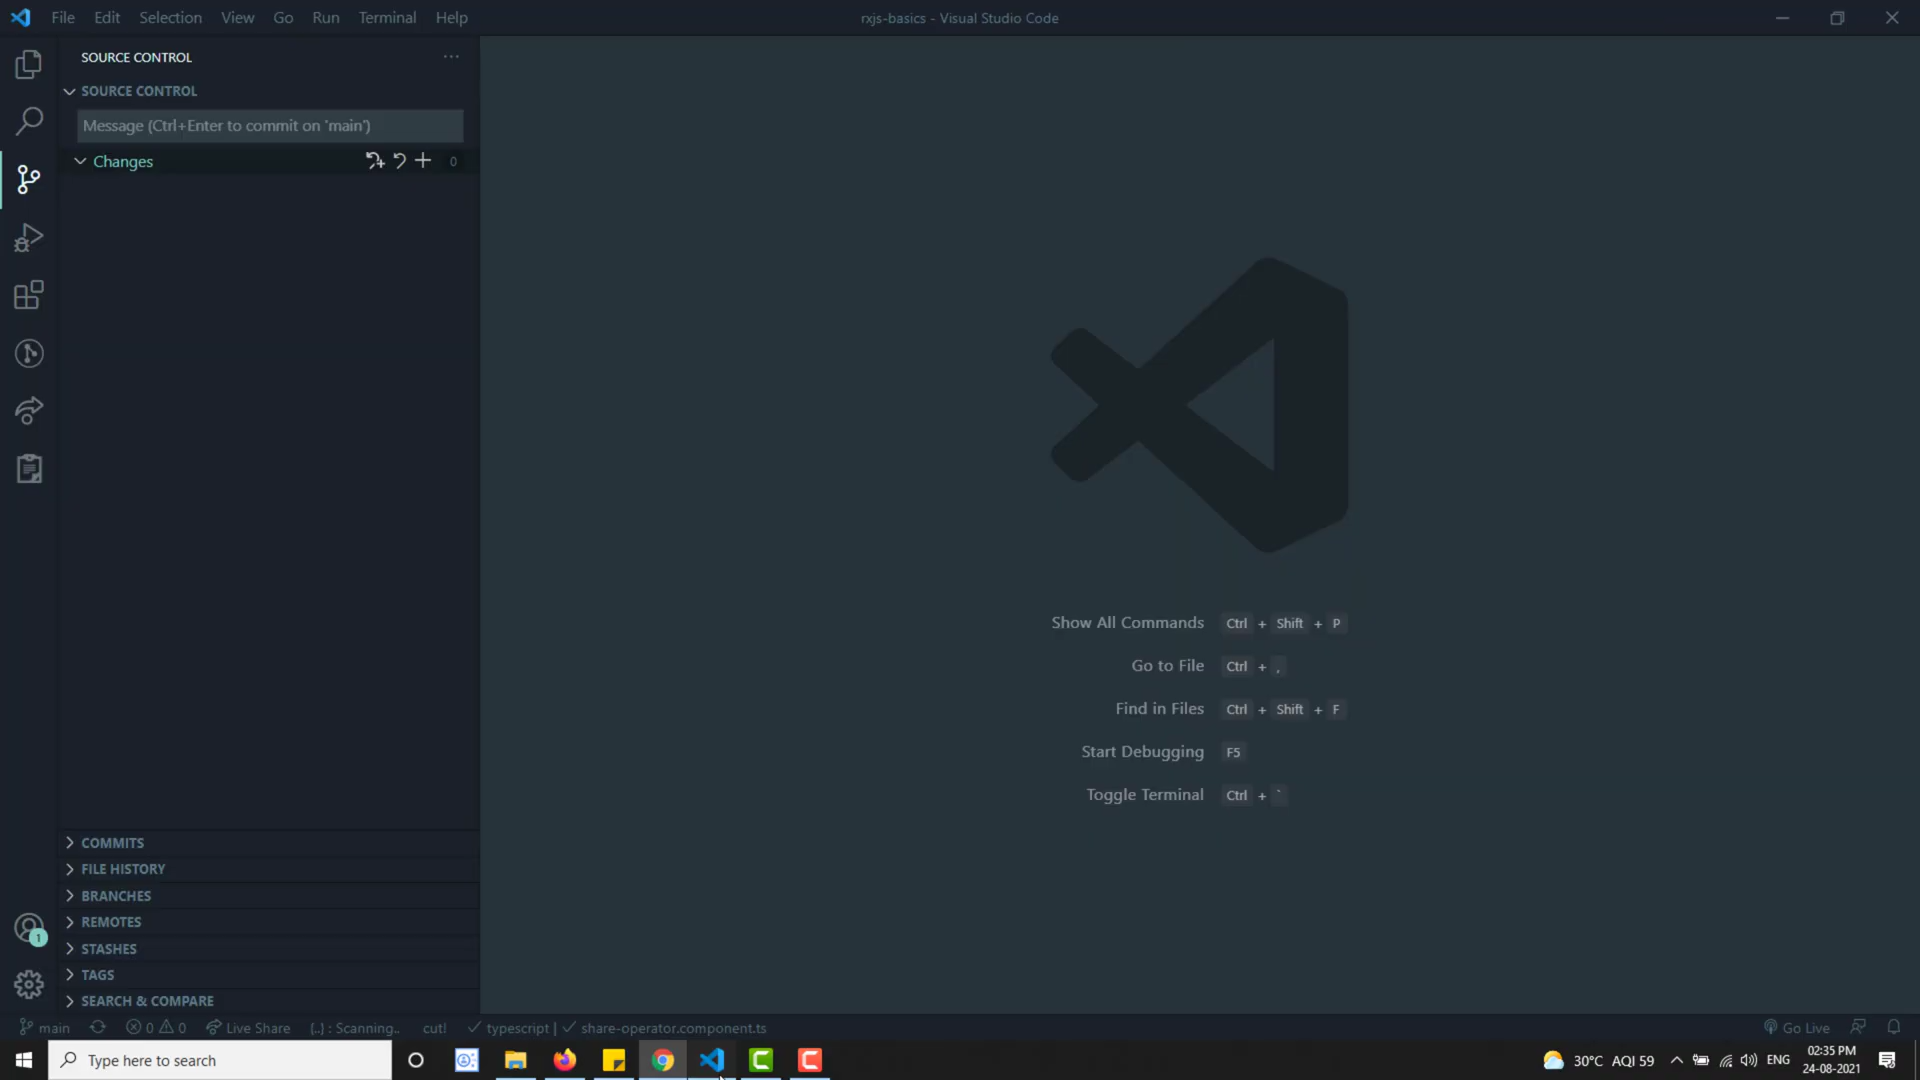 File Edit Selection View Go Run Terminal Help
rxjs-basics - Visual Studio Code
SOURCE CONTROL
SOURCE CONTROL
Message (Ctrl+Enter to commit on 'main')
Changes 0
Show All Commands Ctrl + Shift + P
Go to File Ctrl + ,
Find in Files Ctrl + Shift + F
Start Debugging F5
Toggle Terminal Ctrl + `
COMMITS
FILE HISTORY
BRANCHES
REMOTES
STASHES
TAGS
SEARCH & COMPARE
1
main 0 0 Live Share {..} : Scanning.. cut! typescript | share-operator.component.ts Go Live
Type here to search
30°C AQI 59 ENG
02:35 PM
24-08-2021